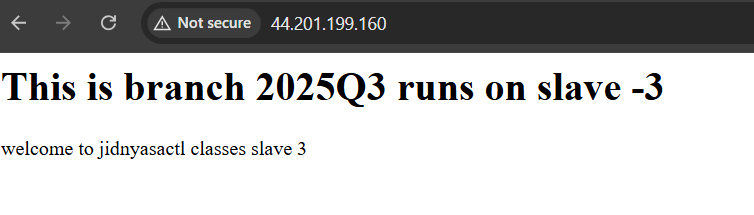 Not secure 44.201.199.160
This is branch 2025Q3 runs on slave -3
welcome to jidnyasactl classes slave 3